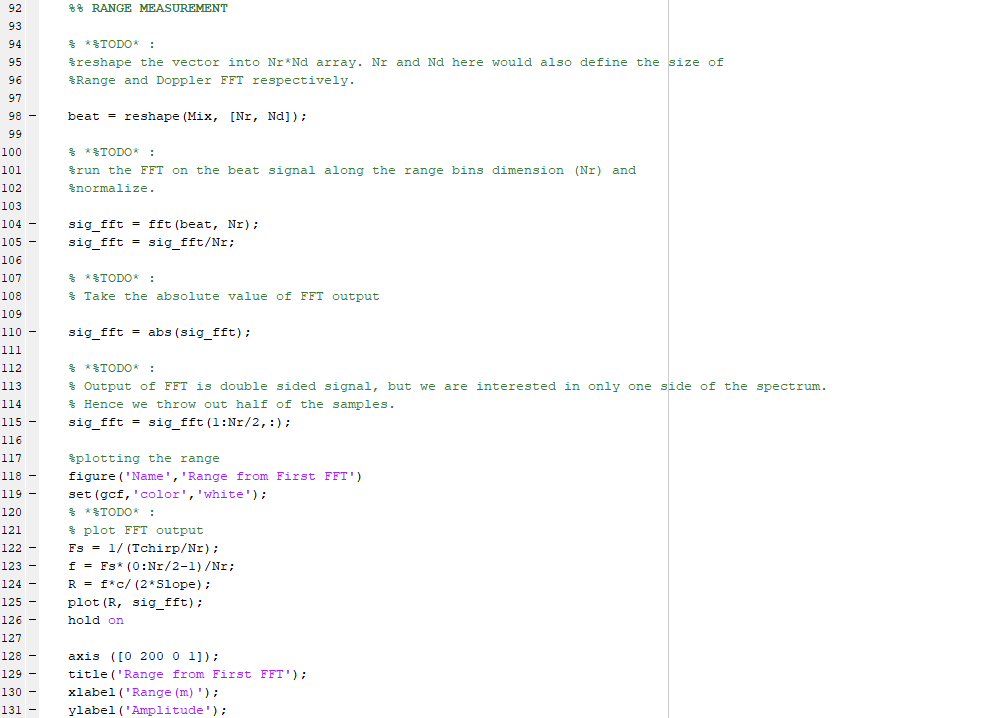 92 %% RANGE MEASUREMENT
93
94 % *%TODO* :
95 %reshape the vector into Nr*Nd array. Nr and Nd here would also define the size of
96 %Range and Doppler FFT respectively.
97
98 – beat = reshape(Mix, [Nr, Nd]);
99
100 % *%TODO* :
101 %run the FFT on the beat signal along the range bins dimension (Nr) and
102 %normalize.
103
104 – sig_fft = fft(beat, Nr);
105 – sig_fft = sig_fft/Nr;
106
107 % *%TODO* :
108 % Take the absolute value of FFT output
109
110 – sig_fft = abs(sig_fft);
111
112 % *%TODO* :
113 % Output of FFT is double sided signal, but we are interested in only one side of the spectrum.
114 % Hence we throw out half of the samples.
115 – sig_fft = sig_fft(1:Nr/2,:);
116
117 %plotting the range
118 – figure('Name','Range from First FFT')
119 – set(gcf,'color','white');
120 % *%TODO* :
121 % plot FFT output
122 – Fs = 1/(Tchirp/Nr);
123 – f = Fs*(0:Nr/2-1)/Nr;
124 – R = f*c/(2*Slope);
125 – plot(R, sig_fft);
126 – hold on
127
128 – axis ([0 200 0 1]);
129 – title('Range from First FFT');
130 – xlabel('Range(m)');
131 – ylabel('Amplitude');